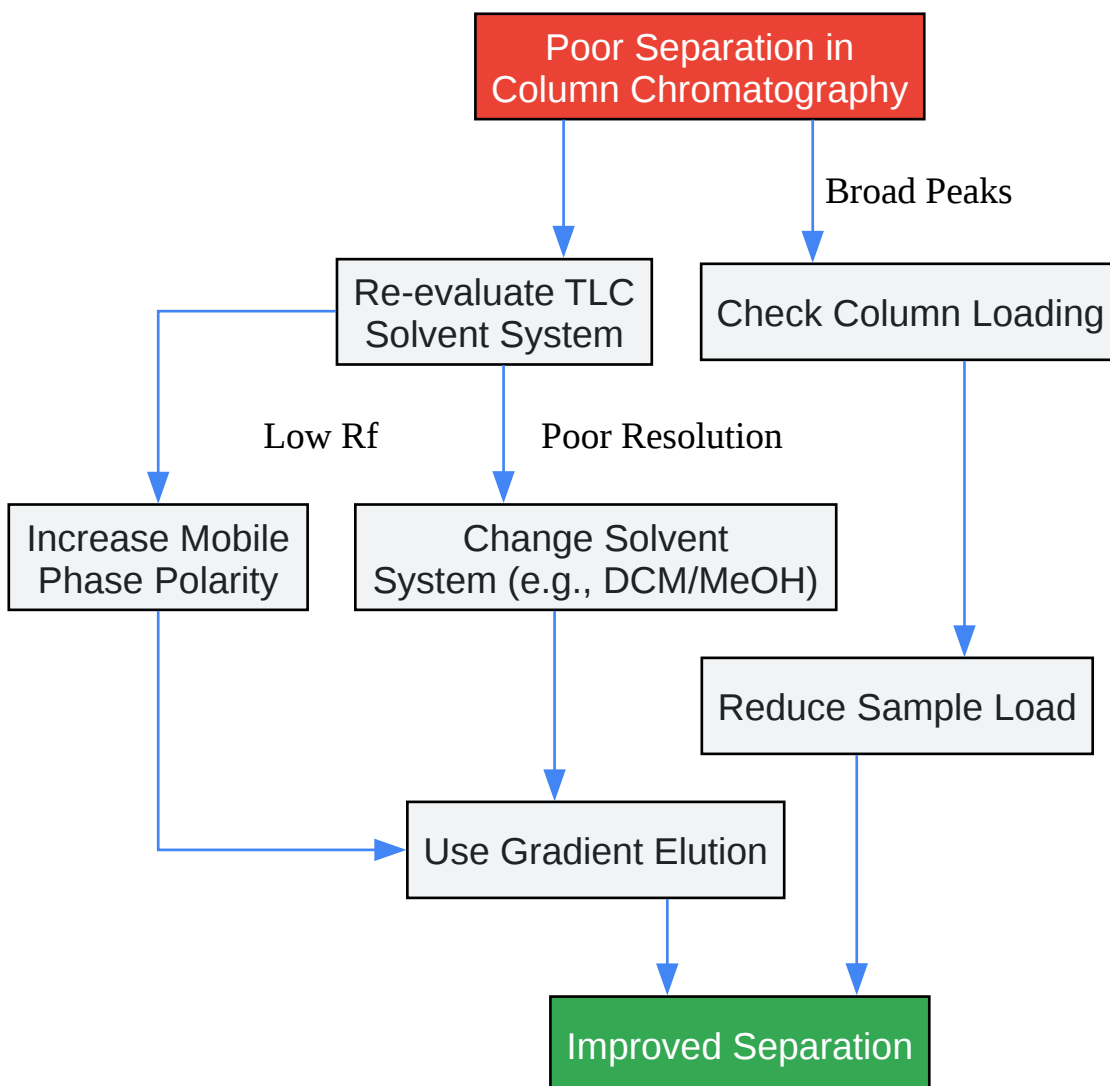 Poor Separation in
Column Chromatography
Broad Peaks
Re-evaluate TLC
Solvent System
Check Column Loading
Low Rf
Poor Resolution
Increase Mobile
Phase Polarity
Change Solvent
System (e.g., DCM/MeOH)
Reduce Sample Load
Use Gradient Elution
Improved Separation